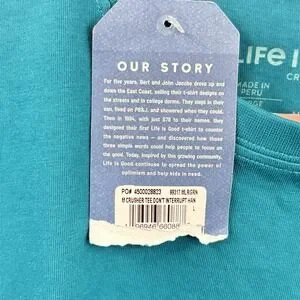 OUR STORY
For five years, Bert and John Jacobs drove up and
down the East Coast, selling their t-shirt designs on
the streets and in college dorms. They slept in their
van, lived on PB&J, and showered when they could.
Then in 1994, with just $78 to their names, they
designed their first Life is Good t-shirt to counter
the negative news. Discovering how these three
simple words could help people to focus on
the good. Today, inspired by this growing community,
Life is Good continues to spread the power of
optimism and help kids in need.
PO# 4500028823
CRUSHER TEE DON'T INTERRUPT HAN
L
LIFE I
MADE IN
PERU